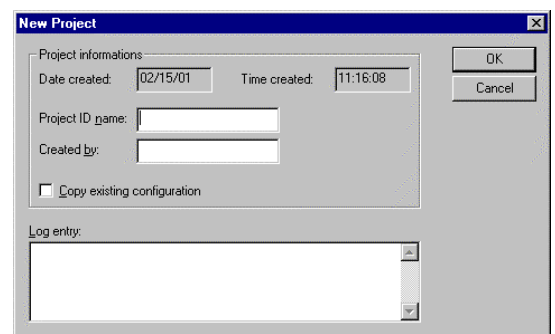 New Project
Project informations
Date created: 02/15/01 Time created: 11:16:08
Project ID name:
Created by:
Copy existing configuration
Log entry:
OK
Cancel